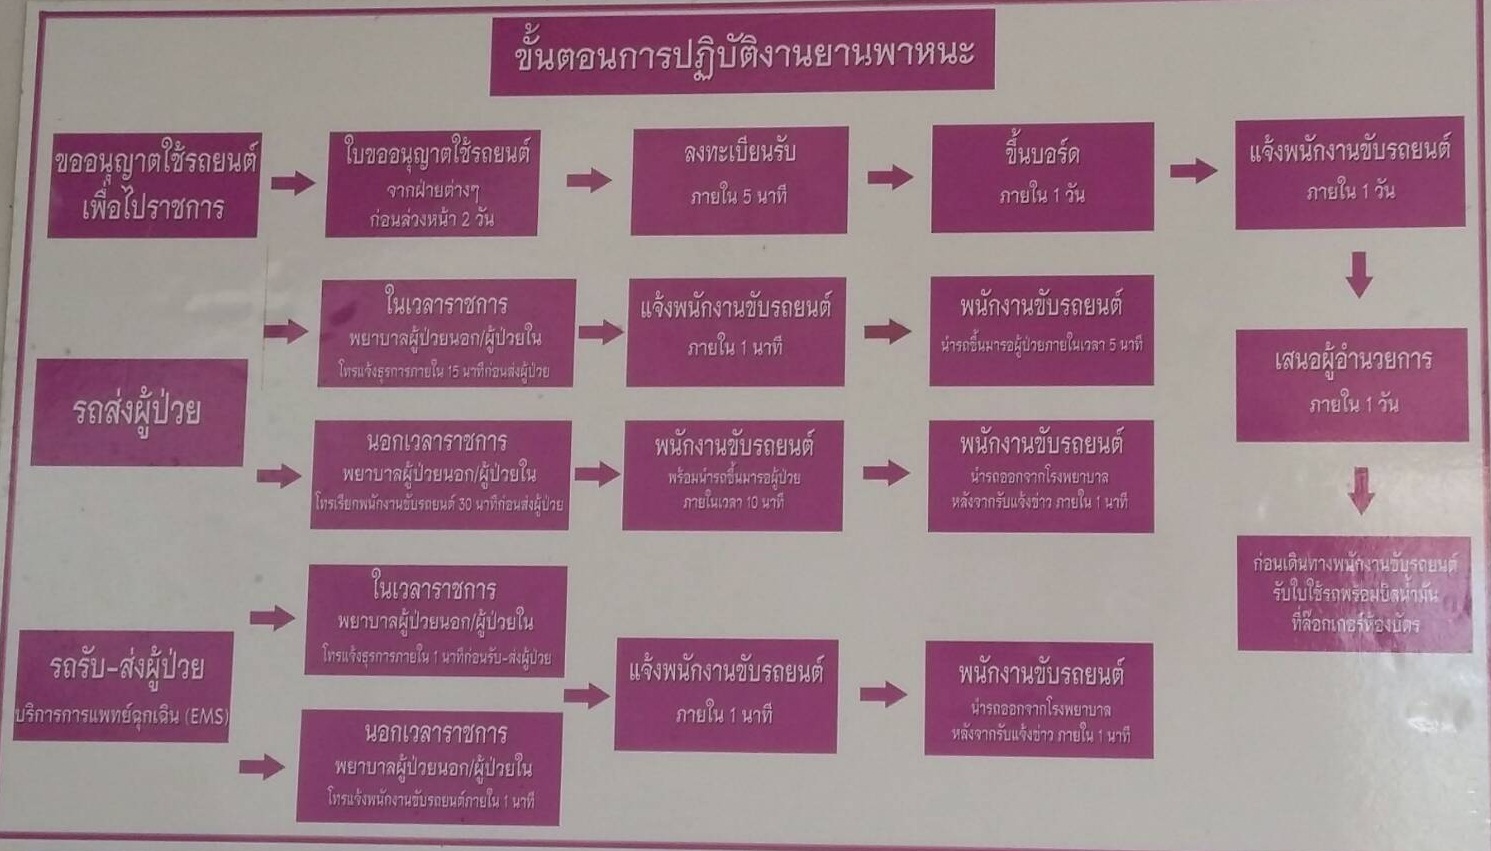 ขั้นตอนการปฏิบัติงานยานพาหนะ
ขออนุญาตใช้รถยนต์
เพื่อไปราชการ
ใบขออนุญาตใช้รถยนต์
จากฝ่ายต่างๆ
ก่อนล่วงหน้า 2 วัน
ลงทะเบียนรับ
ภายใน 5 นาที
ขึ้นบอร์ด
ภายใน 1 วัน
แจ้งพนักงานขับรถยนต์
ภายใน 1 วัน
เสนอผู้อำนวยการ
ภายใน 1 วัน
ก่อนเดินทางพนักงานขับรถยนต์
รับใบใช้รถพร้อมบิลน้ำมัน
ที่ล๊อกเกอร์ห้องบัตร
รถส่งผู้ป่วย
ในเวลาราชการ
พยาบาลผู้ป่วยนอก/ผู้ป่วยใน
โทรแจ้งธุรการภายใน 15 นาทีก่อนส่งผู้ป่วย
แจ้งพนักงานขับรถยนต์
ภายใน 1 นาที
พนักงานขับรถยนต์
นำรถขึ้นมารอผู้ป่วยภายในเวลา 5 นาที
นอกเวลาราชการ
พยาบาลผู้ป่วยนอก/ผู้ป่วยใน
โทรเรียกพนักงานขับรถยนต์ 30 นาทีก่อนส่งผู้ป่วย
พนักงานขับรถยนต์
พร้อมนำรถขึ้นมารอผู้ป่วย
ภายในเวลา 10 นาที
พนักงานขับรถยนต์
นำรถออกจากโรงพยาบาล
หลังจากรับแจ้งข่าว ภายใน 1 นาที
รถรับ-ส่งผู้ป่วย
บริการการแพทย์ฉุกเฉิน (EMS)
ในเวลาราชการ
พยาบาลผู้ป่วยนอก/ผู้ป่วยใน
โทรแจ้งธุรการภายใน 1 นาทีก่อนรับ-ส่งผู้ป่วย
นอกเวลาราชการ
พยาบาลผู้ป่วยนอก/ผู้ป่วยใน
โทรแจ้งพนักงานขับรถยนต์ภายใน 1 นาที
แจ้งพนักงานขับรถยนต์
ภายใน 1 นาที
พนักงานขับรถยนต์
นำรถออกจากโรงพยาบาล
หลังจากรับแจ้งข่าว ภายใน 1 นาที